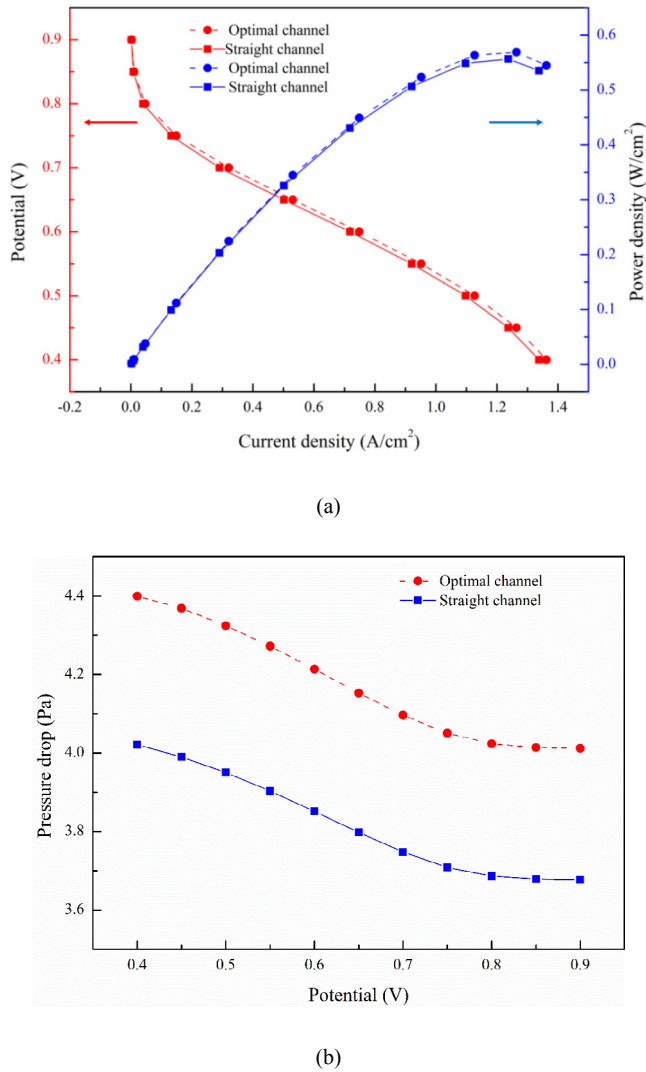 Optimal channel
Straight channel
Optimal channel
Straight channel
0.9
0.8
0.7
0.6
0.5
0.4
Potential (V)
0.6
0.5
0.4
0.3
0.2
0.1
0.0
Power density (W/cm²)
-0.2 0.0 0.2 0.4 0.6 0.8 1.0 1.2 1.4
Current density (A/cm²)
(a)
Optimal channel
Straight channel
4.4
4.2
4.0
3.8
3.6
Pressure drop (Pa)
0.4 0.5 0.6 0.7 0.8 0.9
Potential (V)
(b)